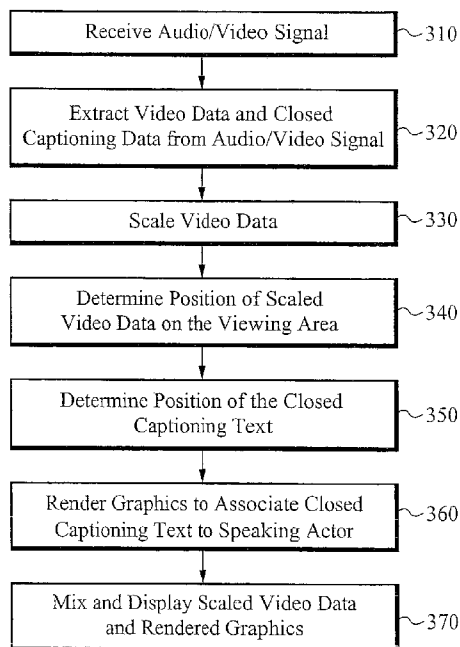 Receive Audio/Video Signal
310
Extract Video Data and Closed
Captioning Data from Audio/Video Signal
320
Scale Video Data
330
Determine Position of Scaled
Video Data on the Viewing Area
340
Determine Position of the Closed
Captioning Text
350
Render Graphics to Associate Closed
Captioning Text to Speaking Actor
360
Mix and Display Scaled Video Data
and Rendered Graphics
370